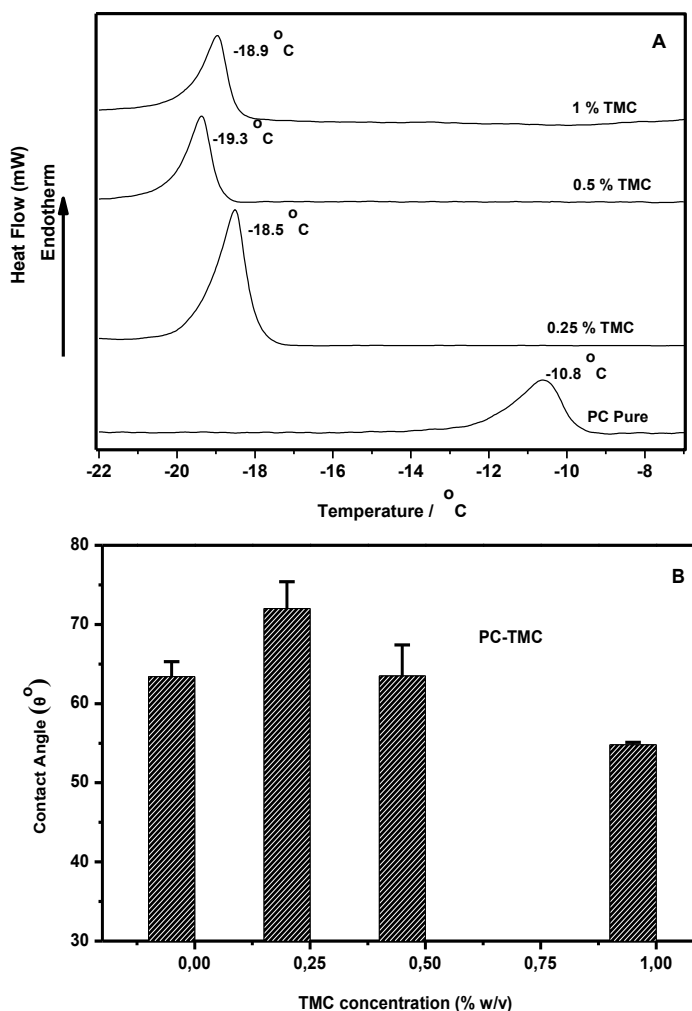 A
-18.9 °C
1 % TMC
-19.3 °C
0.5 % TMC
-18.5 °C
0.25 % TMC
-10.8 °C
PC Pure
Heat Flow (mW)
Endotherm
-22 -20 -18 -16 -14 -12 -10 -8
Temperature / °C
B
PC-TMC
80
70
60
50
40
30
Contact Angle (θ°)
0,00 0,25 0,50 0,75 1,00
TMC concentration (% w/v)